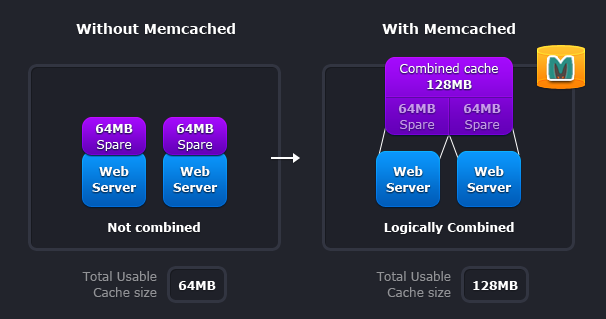 Without Memcached
64MB
Spare
64MB
Spare
Web
Server
Web
Server
Not combined
Total Usable
Cache size
64MB
With Memcached
M
Combined cache
128MB
64MB
Spare
64MB
Spare
Web
Server
Web
Server
Logically Combined
Total Usable
Cache size
128MB